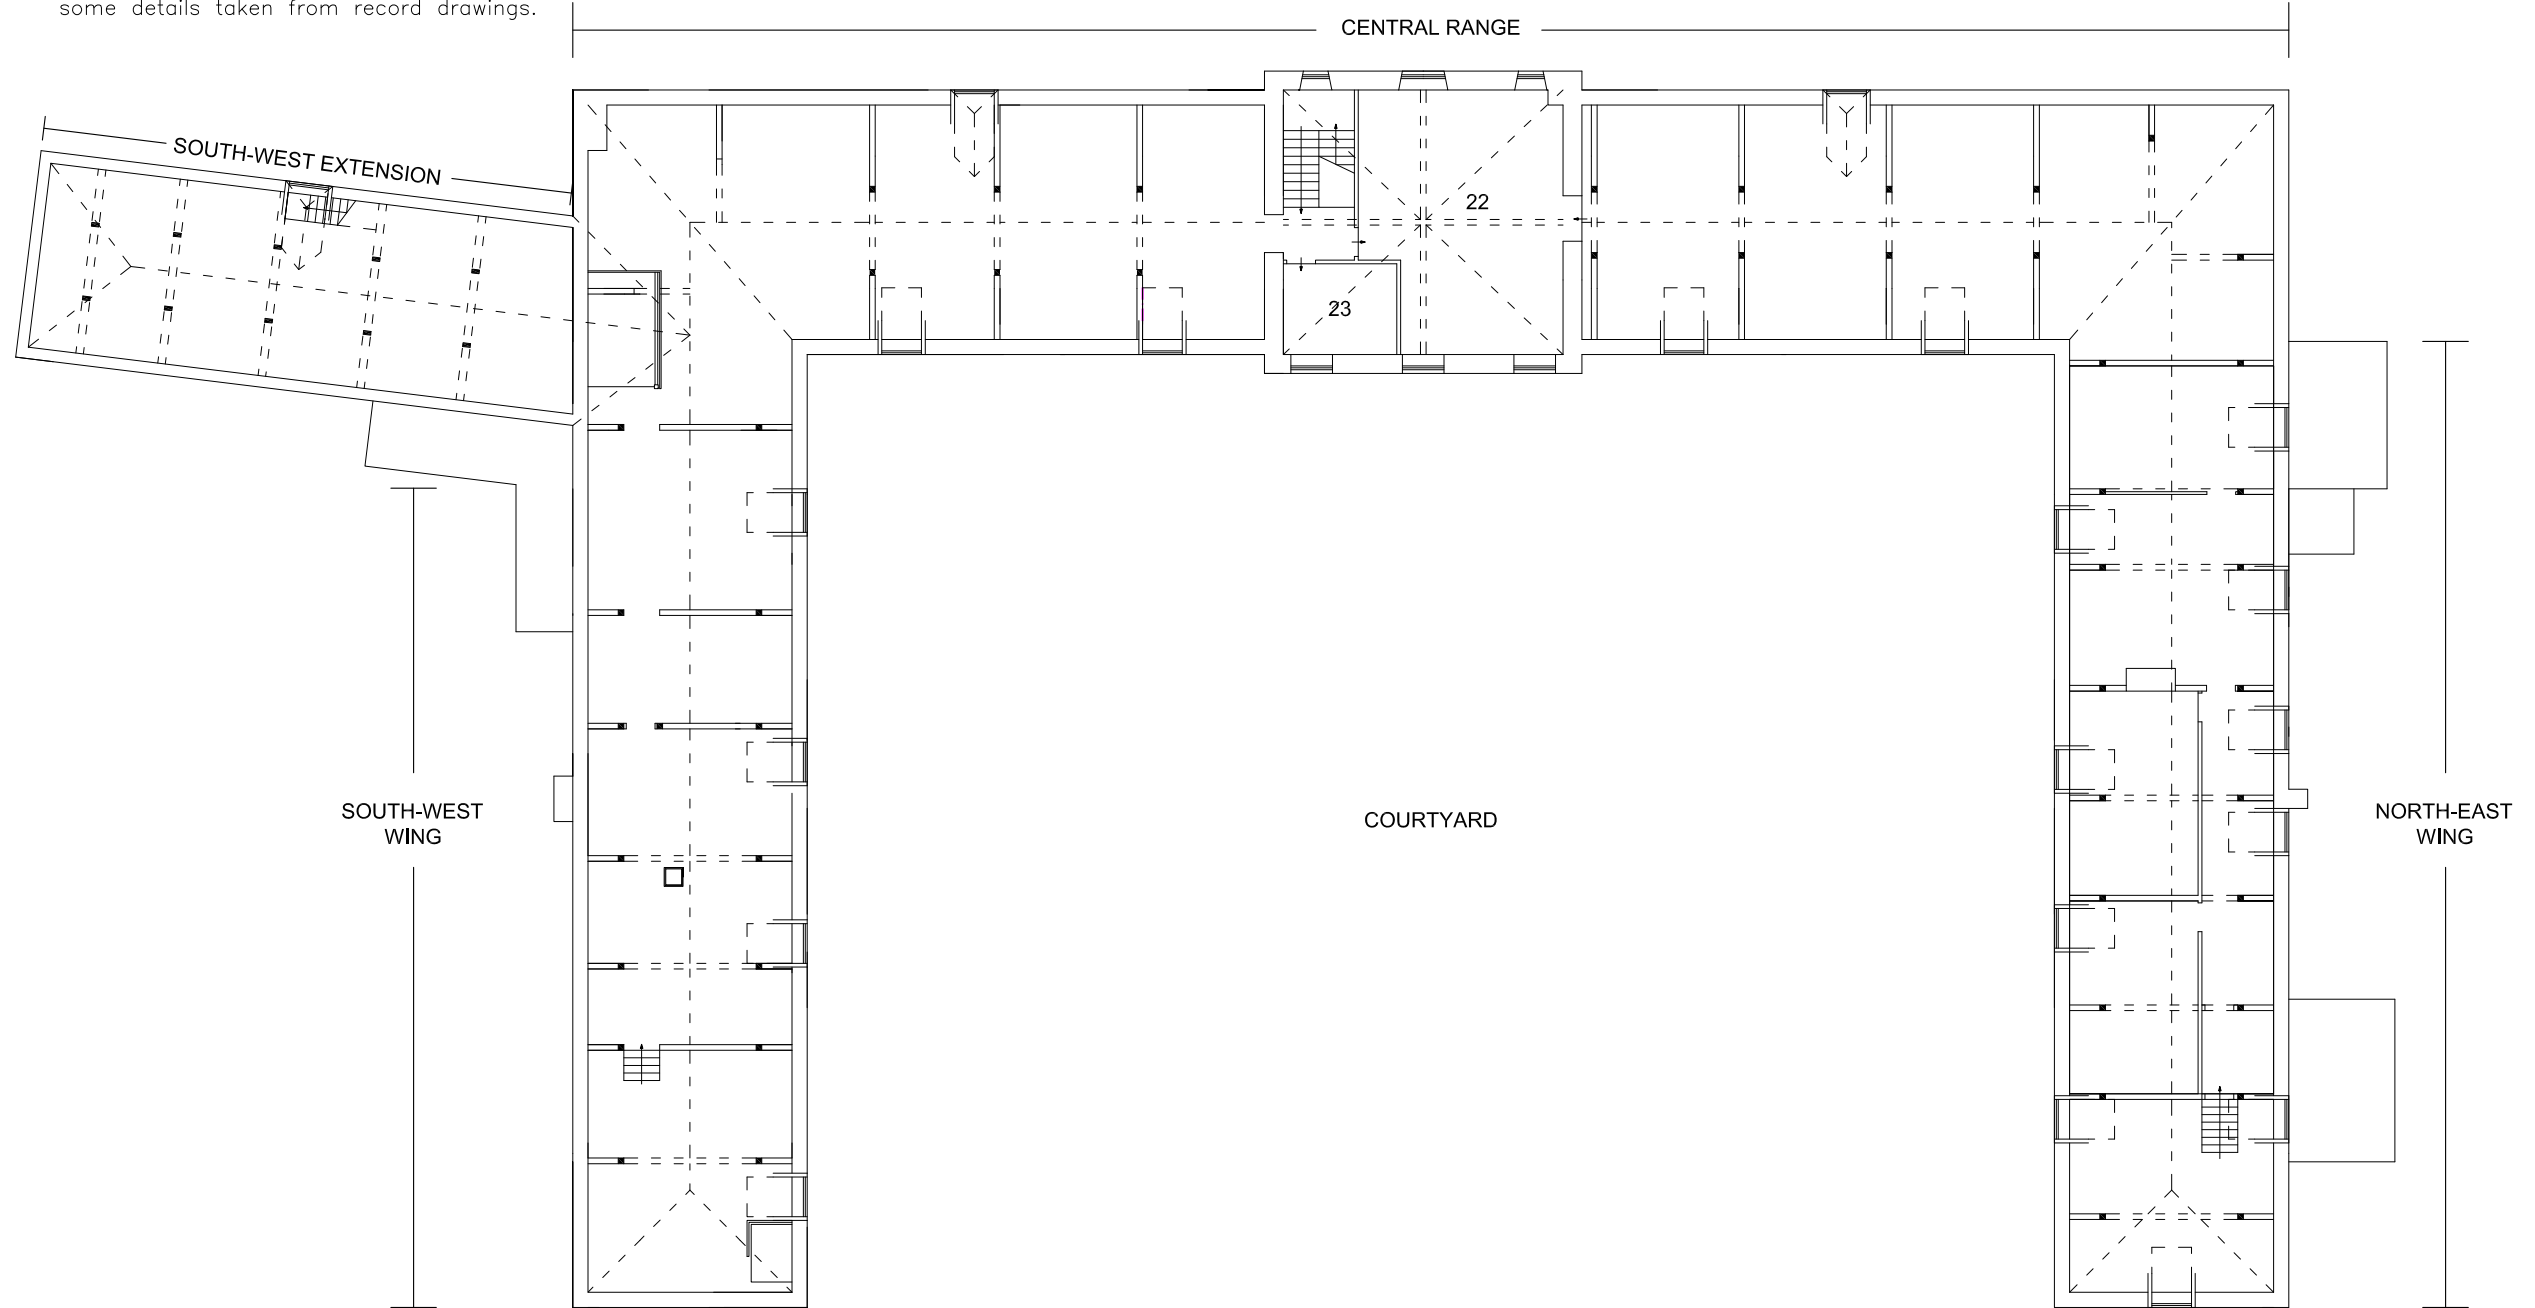 some details taken from record drawings.
CENTRAL RANGE
SOUTH-WEST EXTENSION
22
23
SOUTH-WEST
WING
COURTYARD
NORTH-EAST
WING